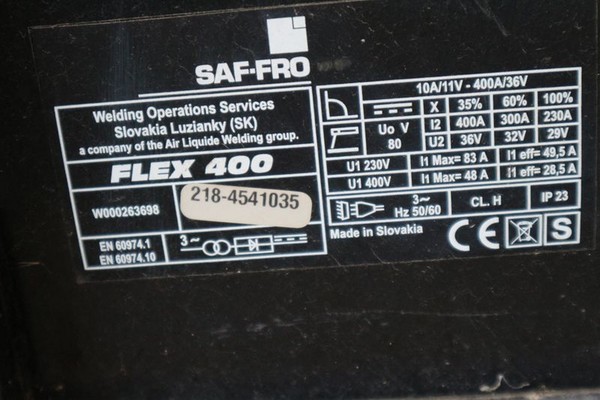 SAF-FRO
Welding Operations Services
Slovakia Luzianky (SK)
a company of the Air Liquide Welding group.
FLEX 400
W000263698
218-4541035
EN 60974.1
EN 60974.10
3~
10A/11V - 400A/36V
X 35% 60% 100%
Uo V I2 400A 300A 230A
80 U2 36V 32V 29V
U1 230V I1 Max= 83 A I1 eff= 49,5 A
U1 400V I1 Max= 48 A I1 eff= 28,5 A
3~
Hz 50/60 CL. H IP 23
Made in Slovakia
CE S